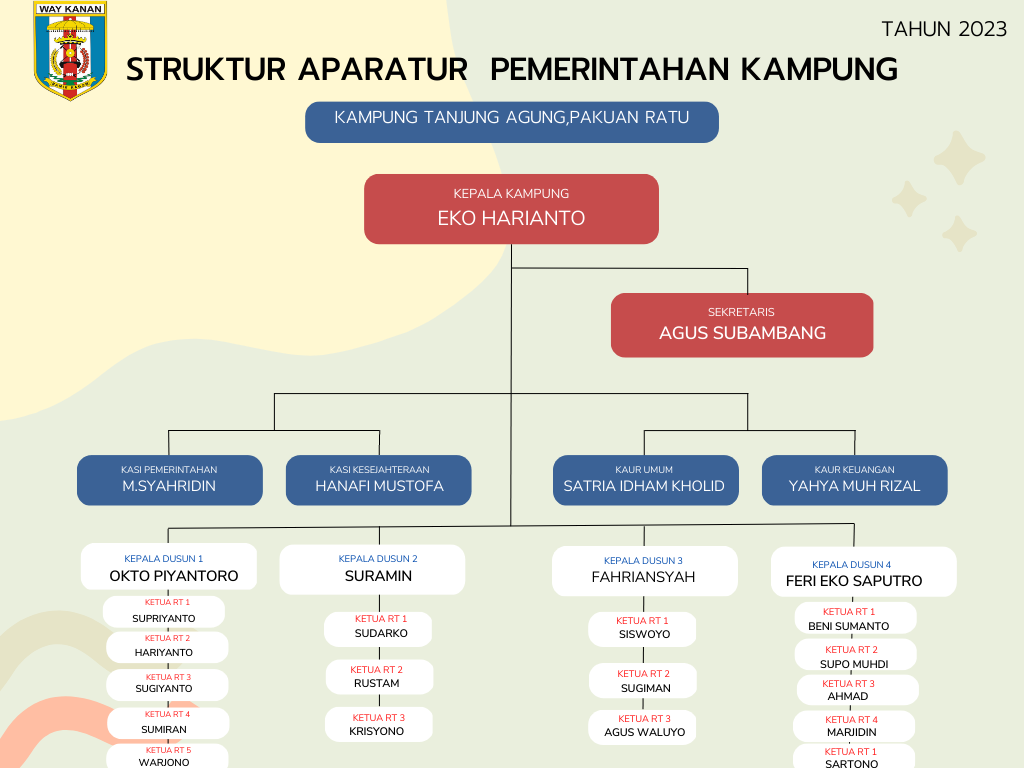 WAY KANAN
TAHUN 2023
STRUKTUR APARATUR PEMERINTAHAN KAMPUNG
KAMPUNG TANJUNG AGUNG,PAKUAN RATU
KEPALA KAMPUNG
EKO HARIANTO
SEKRETARIS
AGUS SUBAMBANG
KASI PEMERINTAHAN
M.SYAHRIDIN
KASI KESEJAHTERAAN
HANAFI MUSTOFA
KAUR UMUM
SATRIA IDHAM KHOLID
KAUR KEUANGAN
YAHYA MUH RIZAL
KEPALA DUSUN 1
OKTO PIYANTORO
KETUA RT 1
SUPRIYANTO
KETUA RT 2
HARIYANTO
KETUA RT 3
SUGIYANTO
KETUA RT 4
SUMIRAN
KETUA RT 5
WARJONO
KEPALA DUSUN 2
SURAMIN
KETUA RT 1
SUDARKO
KETUA RT 2
RUSTAM
KETUA RT 3
KRISYONO
KEPALA DUSUN 3
FAHRIANSYAH
KETUA RT 1
SISWOYO
KETUA RT 2
SUGIMAN
KETUA RT 3
AGUS WALUYO
KEPALA DUSUN 4
FERI EKO SAPUTRO
KETUA RT 1
BENI SUMANTO
KETUA RT 2
SUPO MUHDI
KETUA RT 3
AHMAD
KETUA RT 4
MARJIDIN
KETUA RT 1
SARTONO